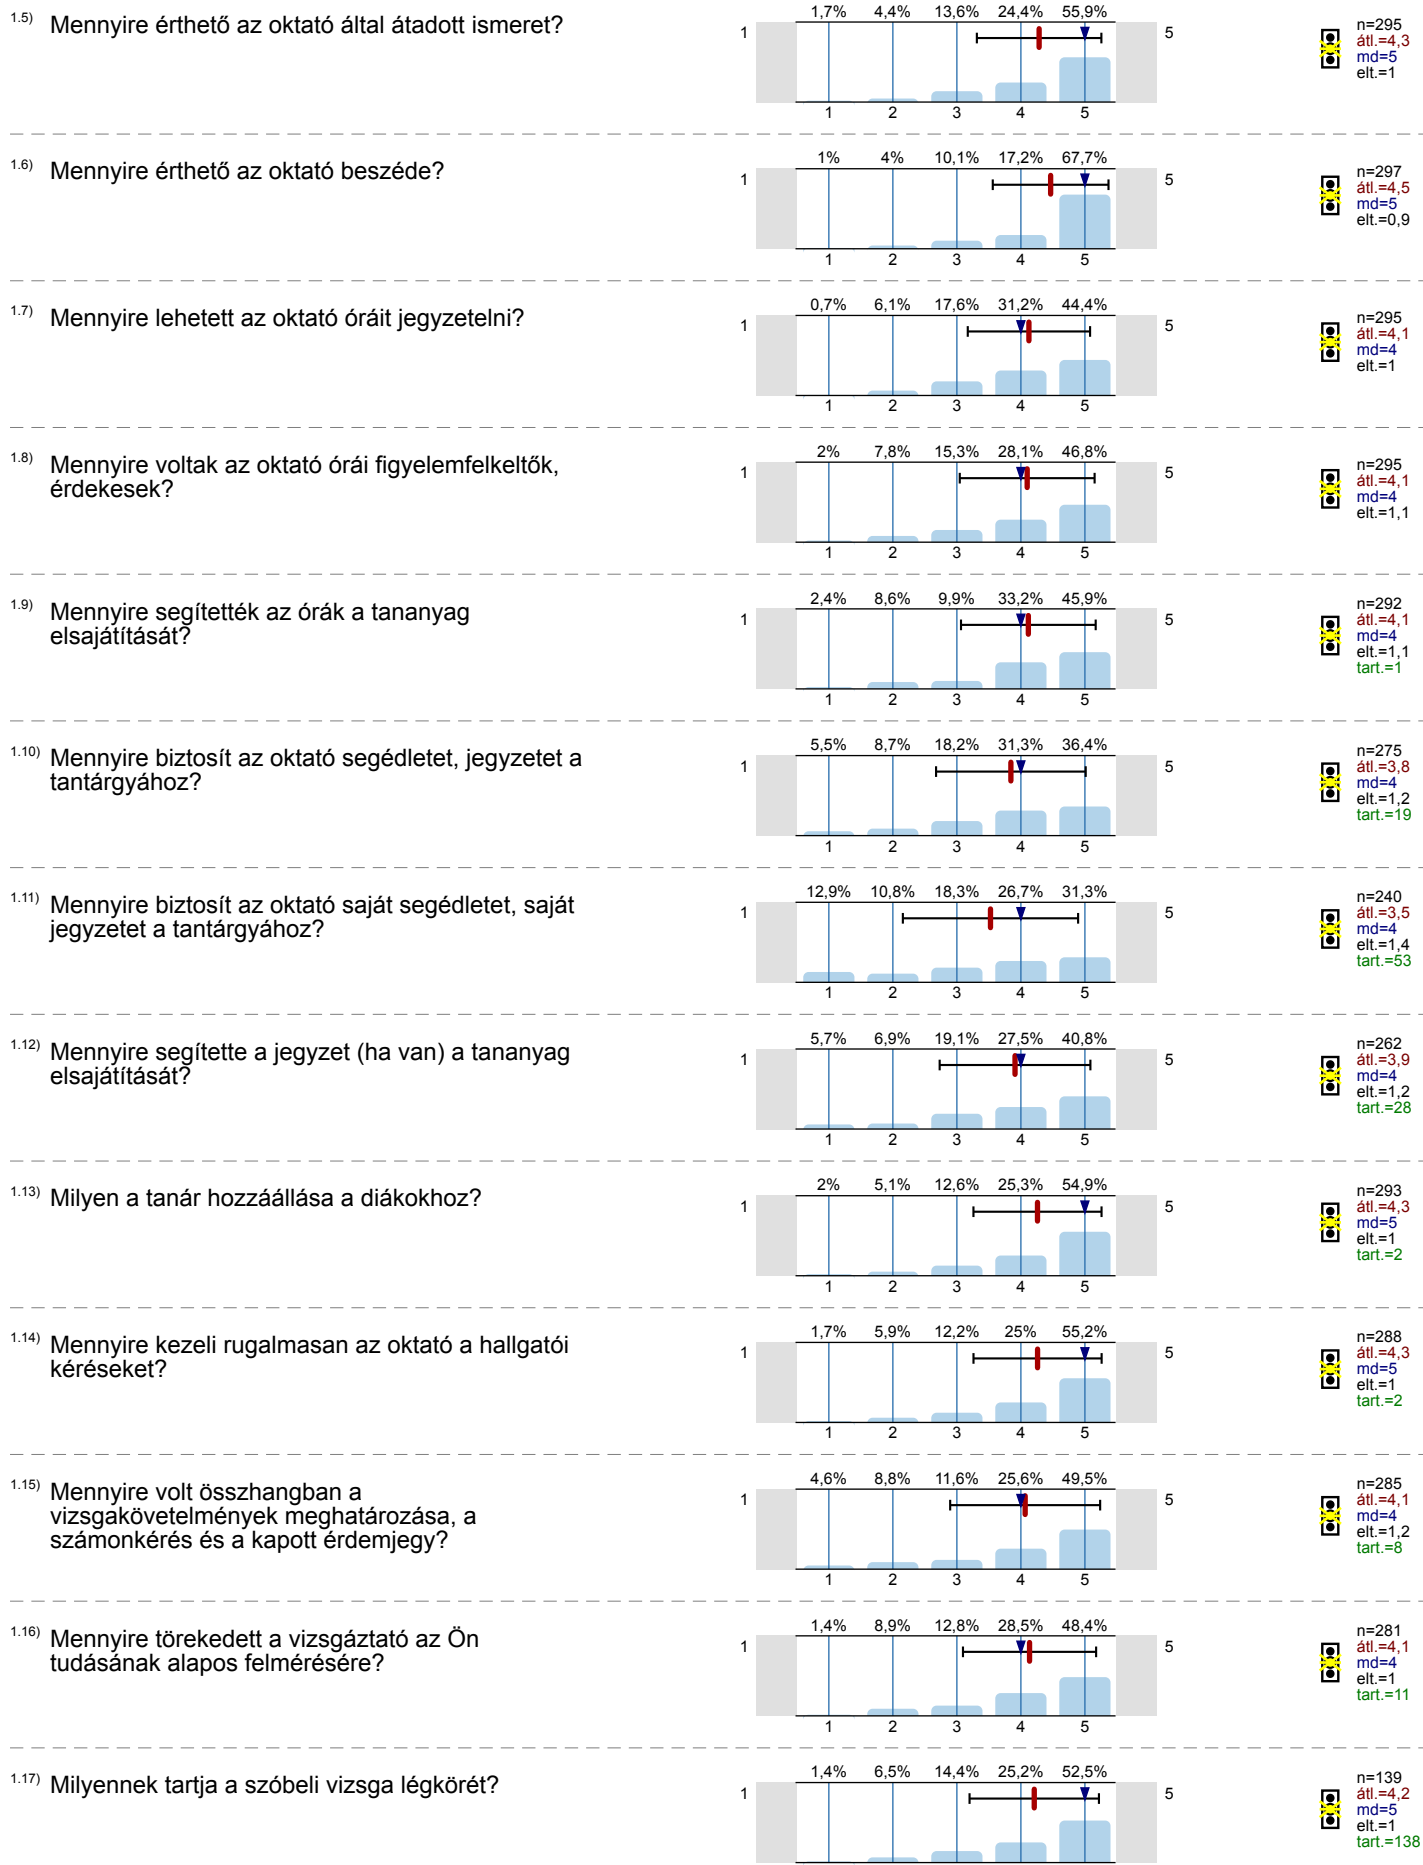 1.5) Mennyire érthető az oktató által átadott ismeret?
1,7% 4,4% 13,6% 24,4% 55,9%
1 5
1 2 3 4 5
n=295
átl.=4,3
md=5
elt.=1
1.6) Mennyire érthető az oktató beszéde?
1% 4% 10,1% 17,2% 67,7%
1 5
1 2 3 4 5
n=297
átl.=4,5
md=5
elt.=0,9
1.7) Mennyire lehetett az oktató óráit jegyzetelni?
0,7% 6,1% 17,6% 31,2% 44,4%
1 5
1 2 3 4 5
n=295
átl.=4,1
md=4
elt.=1
1.8) Mennyire voltak az oktató órái figyelemfelkeltők,
érdekesek?
2% 7,8% 15,3% 28,1% 46,8%
1 5
1 2 3 4 5
n=295
átl.=4,1
md=4
elt.=1,1
1.9) Mennyire segítették az órák a tananyag
elsajátítását?
2,4% 8,6% 9,9% 33,2% 45,9%
1 5
1 2 3 4 5
n=292
átl.=4,1
md=4
elt.=1,1
tart.=1
1.10) Mennyire biztosít az oktató segédletet, jegyzetet a
tantárgyához?
5,5% 8,7% 18,2% 31,3% 36,4%
1 5
1 2 3 4 5
n=275
átl.=3,8
md=4
elt.=1,2
tart.=19
1.11) Mennyire biztosít az oktató saját segédletet, saját
jegyzetet a tantárgyához?
12,9% 10,8% 18,3% 26,7% 31,3%
1 5
1 2 3 4 5
n=240
átl.=3,5
md=4
elt.=1,4
tart.=53
1.12) Mennyire segítette a jegyzet (ha van) a tananyag
elsajátítását?
5,7% 6,9% 19,1% 27,5% 40,8%
1 5
1 2 3 4 5
n=262
átl.=3,9
md=4
elt.=1,2
tart.=28
1.13) Milyen a tanár hozzáállása a diákokhoz?
2% 5,1% 12,6% 25,3% 54,9%
1 5
1 2 3 4 5
n=293
átl.=4,3
md=5
elt.=1
tart.=2
1.14) Mennyire kezeli rugalmasan az oktató a hallgatói
kéréseket?
1,7% 5,9% 12,2% 25% 55,2%
1 5
1 2 3 4 5
n=288
átl.=4,3
md=5
elt.=1
tart.=2
1.15) Mennyire volt összhangban a
vizsgakövetelmények meghatározása, a
számonkérés és a kapott érdemjegy?
4,6% 8,8% 11,6% 25,6% 49,5%
1 5
1 2 3 4 5
n=285
átl.=4,1
md=4
elt.=1,2
tart.=8
1.16) Mennyire törekedett a vizsgáztató az Ön
tudásának alapos felmérésére?
1,4% 8,9% 12,8% 28,5% 48,4%
1 5
1 2 3 4 5
n=281
átl.=4,1
md=4
elt.=1
tart.=11
1.17) Milyennek tartja a szóbeli vizsga légkörét?
1,4% 6,5% 14,4% 25,2% 52,5%
1 5
n=139
átl.=4,2
md=5
elt.=1
tart.=138